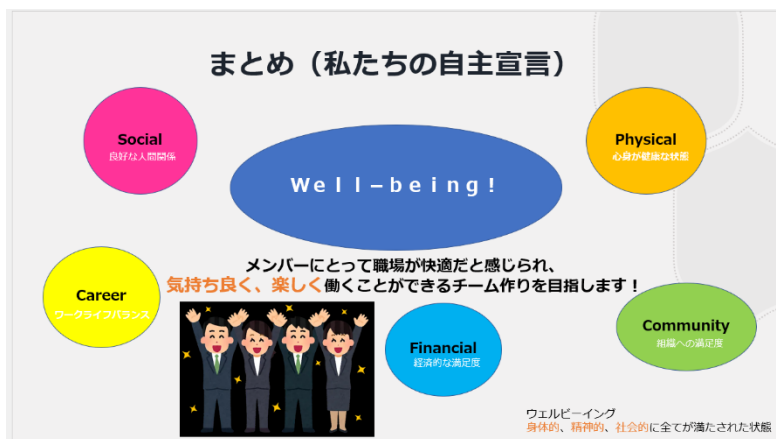 まとめ（私たちの自主宣言）
Social
良好な人間関係
Physical
心身が健康な状態
Ｗｅｌｌ－ｂｅｉｎｇ！
メンバーにとって職場が快適だと感じられ、
気持ち良く、楽しく働くことができるチーム作りを目指します！
Career
ワークライフバランス
Financial
経済的な満足度
Community
組織への満足度
ウェルビーイング
身体的、精神的、社会的に全てが満たされた状態